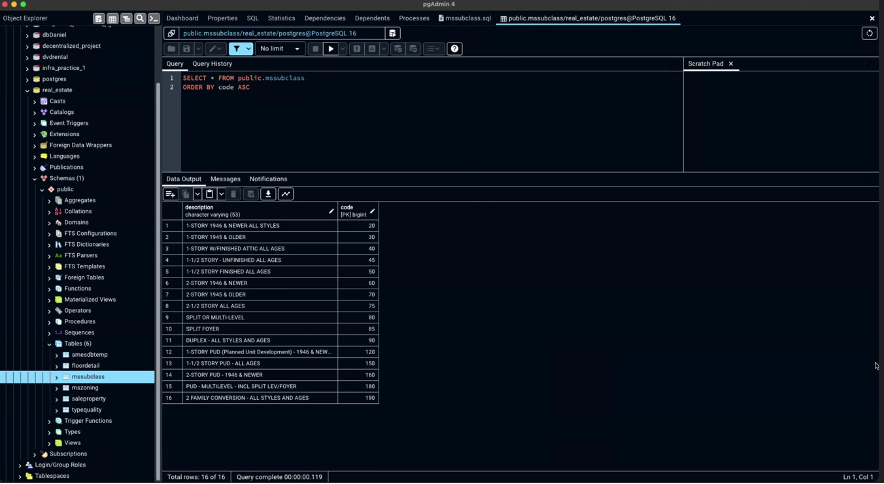 pgAdmin 4
Object Explorer
Dashboard Properties SQL Statistics Dependencies Dependents Processes mssubclass.sql public.mssubclass/real_estate/postgres@PostgreSQL 16
public.mssubclass/real_estate/postgres@PostgreSQL 16
No limit
Query Query History
Scratch Pad
1 SELECT * FROM public.mssubclass
2 ORDER BY code ASC
dbDaniel
decentralized_project
dvdrental
infra_practice_1
postgres
real_estate
Casts
Catalogs
Event Triggers
Extensions
Foreign Data Wrappers
Languages
Publications
Schemas (1)
public
Aggregates
Collations
Domains
FTS Configurations
FTS Dictionaries
Aa FTS Parsers
FTS Templates
Foreign Tables
Functions
Materialized Views
Operators
Procedures
1..3 Sequences
Tables (6)
amesdbtemp
floordetail
mssubclass
mszoning
saleproperty
typequality
Trigger Functions
Types
Views
Subscriptions
Login/Group Roles
Tablespaces
Data Output Messages Notifications
description
character varying (53)
code
[PK] bigint
1 1-STORY 1946 & NEWER ALL STYLES 20
2 1-STORY 1945 & OLDER 30
3 1-STORY W/FINISHED ATTIC ALL AGES 40
4 1-1/2 STORY - UNFINISHED ALL AGES 45
5 1-1/2 STORY FINISHED ALL AGES 50
6 2-STORY 1946 & NEWER 60
7 2-STORY 1945 & OLDER 70
8 2-1/2 STORY ALL AGES 75
9 SPLIT OR MULTI-LEVEL 80
10 SPLIT FOYER 85
11 DUPLEX - ALL STYLES AND AGES 90
12 1-STORY PUD (Planned Unit Development) - 1946 & NEW... 120
13 1-1/2 STORY PUD - ALL AGES 150
14 2-STORY PUD - 1946 & NEWER 160
15 PUD - MULTILEVEL - INCL SPLIT LEV/FOYER 180
16 2 FAMILY CONVERSION - ALL STYLES AND AGES 190
Total rows: 16 of 16 Query complete 00:00:00.119
Ln 1, Col 1